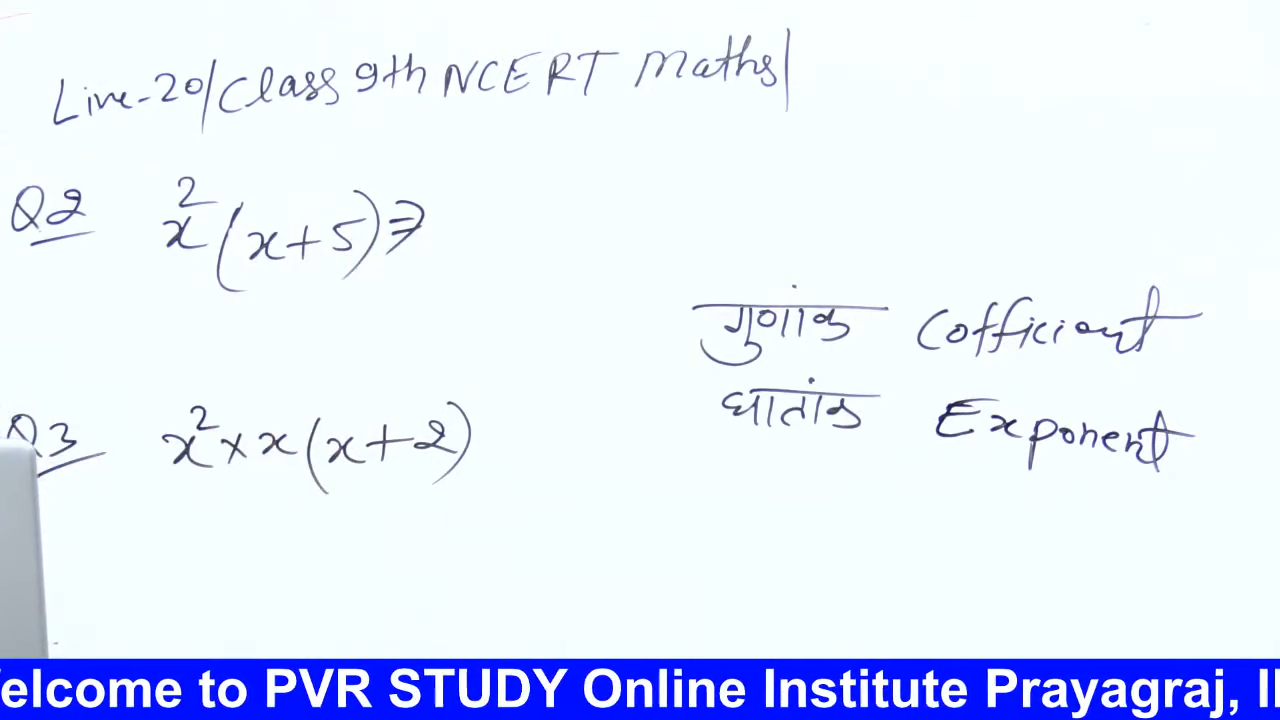 Live-20/Class 9th NCERT Maths/
Q2 x²(x+5)⇒
गुणांक Cofficient
घातांक Exponent
Q3 x²×x(x+2)
Welcome to PVR STUDY Online Institute Prayagraj,